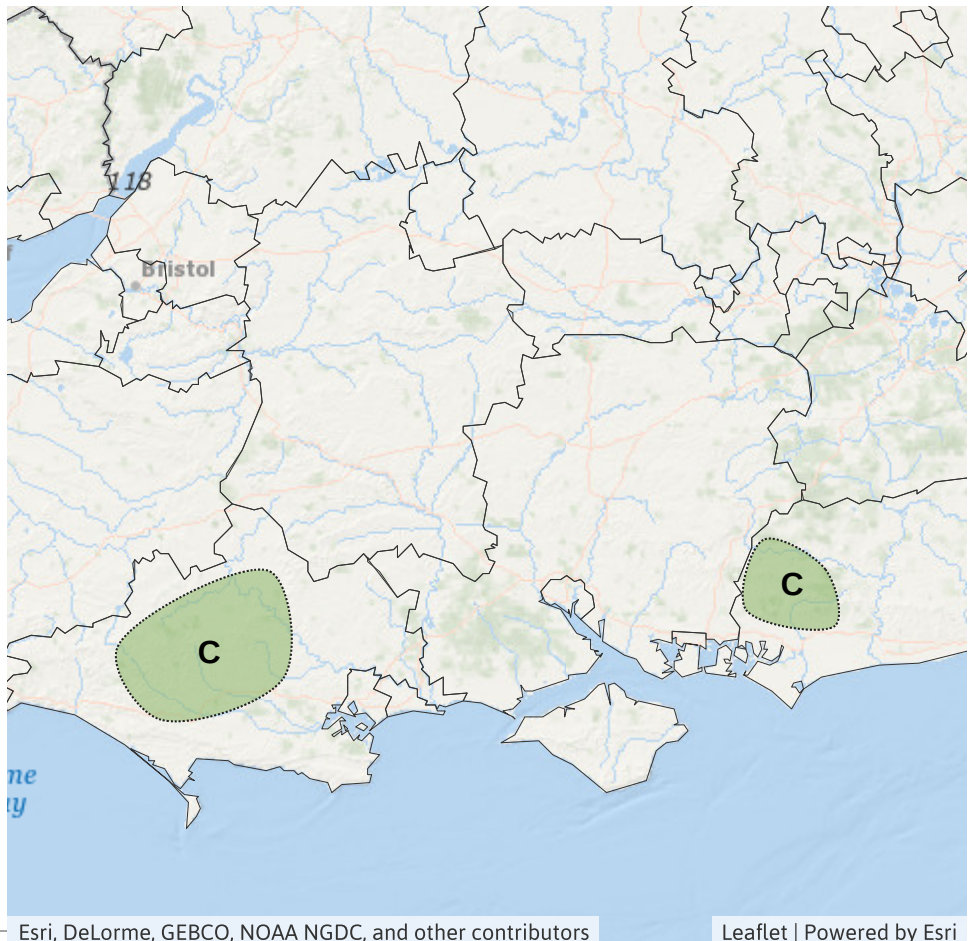 118
f
Bristol
C
C
me
ay
Esri, DeLorme, GEBCO, NOAA NGDC, and other contributors
Leaflet | Powered by Esri